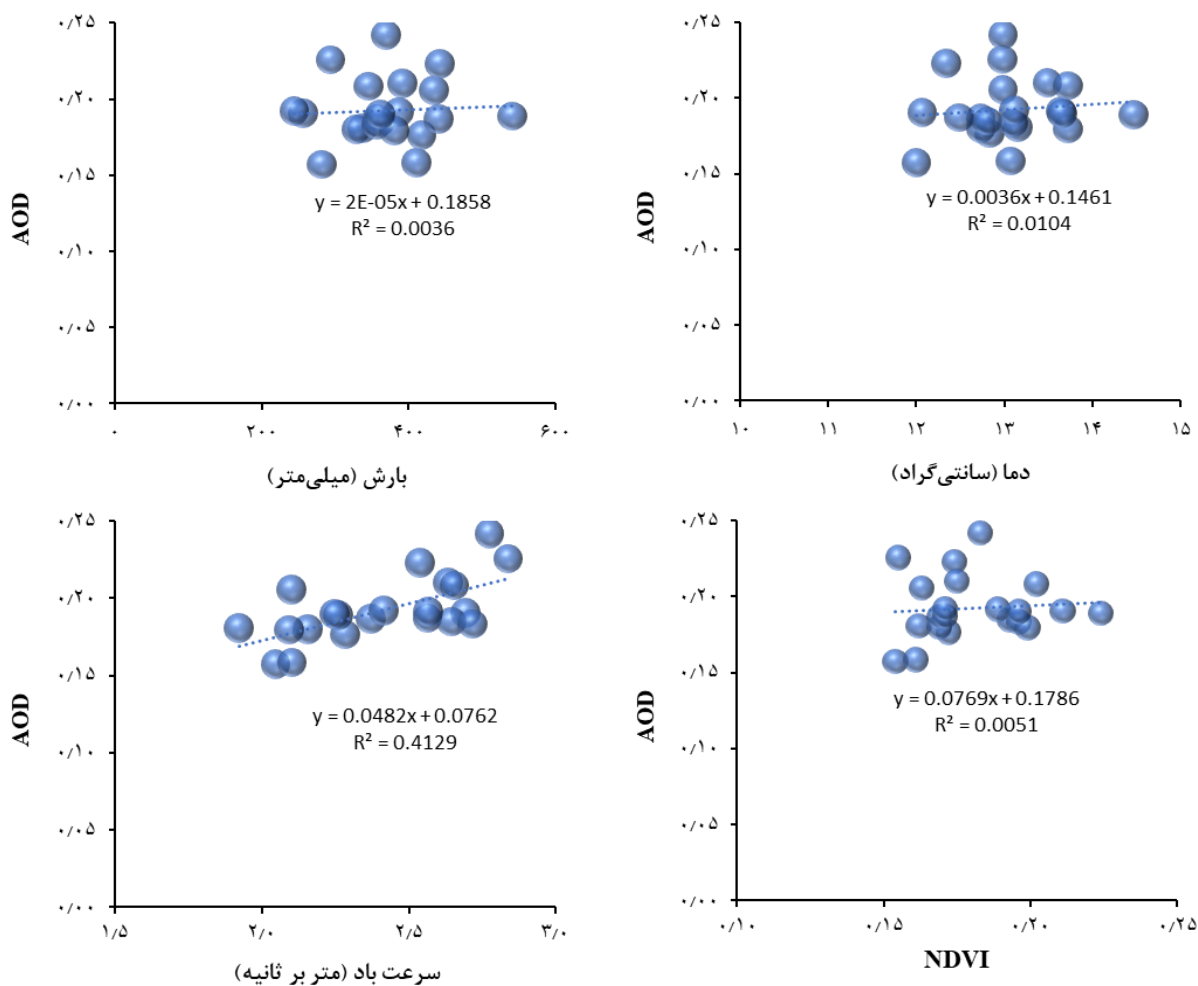 ۰/۲۵
۰/۲۰
۰/۱۵
۰/۱۰
۰/۰۵
۰/۰۰
AOD
y = 2E-05x + 0.1858
R² = 0.0036
۰ ۲۰۰ ۴۰۰ ۶۰۰
بارش (میلی‌متر)
۰/۲۵
۰/۲۰
۰/۱۵
۰/۱۰
۰/۰۵
۰/۰۰
AOD
y = 0.0036x + 0.1461
R² = 0.0104
۱۰ ۱۱ ۱۲ ۱۳ ۱۴ ۱۵
دما (سانتی‌گراد)
۰/۲۵
۰/۲۰
۰/۱۵
۰/۱۰
۰/۰۵
۰/۰۰
AOD
y = 0.0482x + 0.0762
R² = 0.4129
۱/۵ ۲/۰ ۲/۵ ۳/۰
سرعت باد (متر بر ثانیه)
۰/۲۵
۰/۲۰
۰/۱۵
۰/۱۰
۰/۰۵
۰/۰۰
AOD
y = 0.0769x + 0.1786
R² = 0.0051
۰/۱۰ ۰/۱۵ ۰/۲۰ ۰/۲۵
NDVI